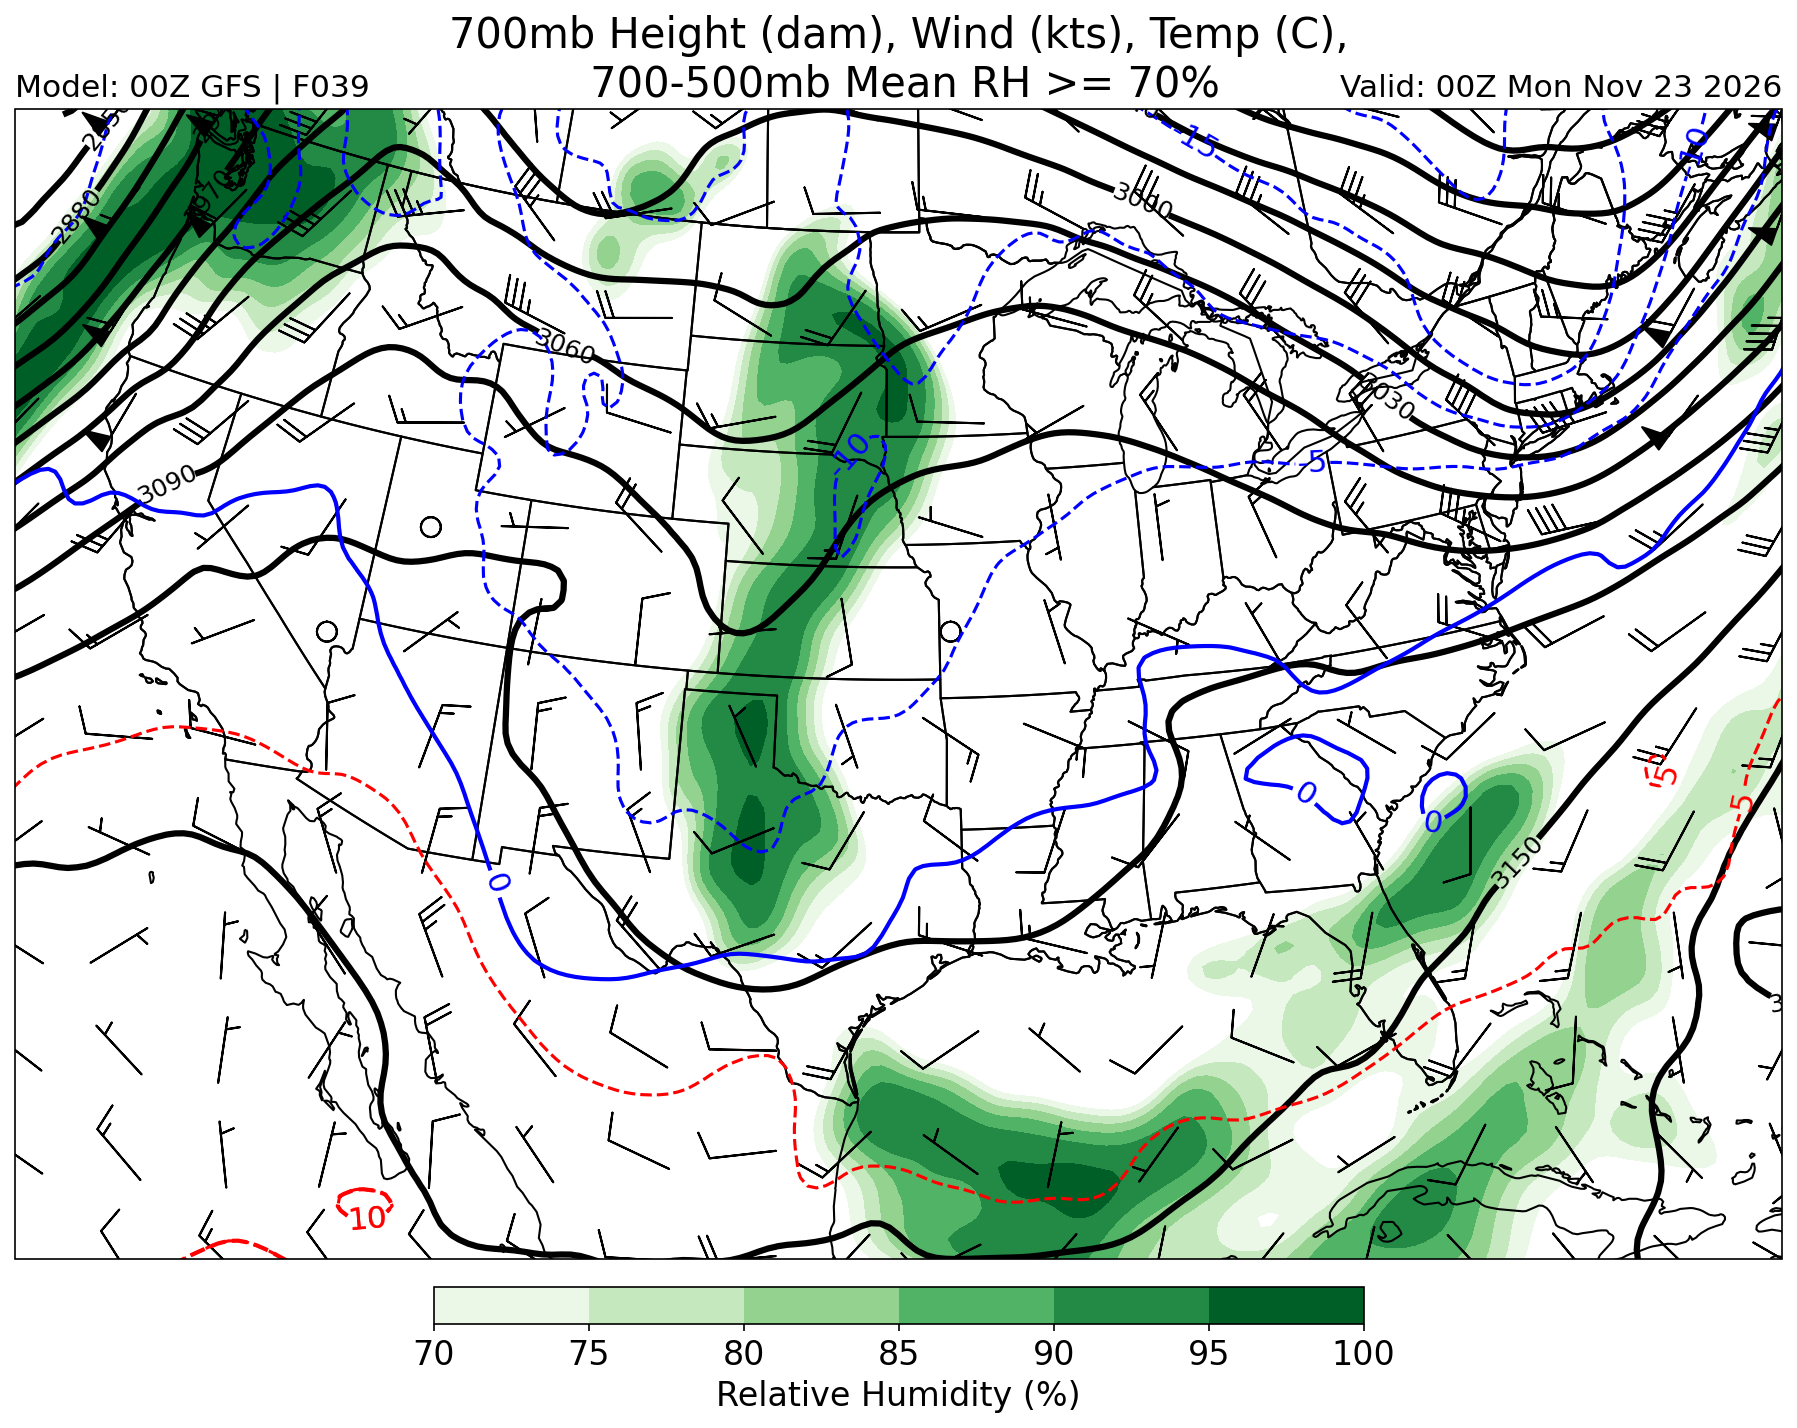 700mb Height (dam), Wind (kts), Temp (C),
700-500mb Mean RH >= 70%
Model: 00Z GFS | F039
Valid: 00Z Mon Nov 23 2026
2880
3000
3060
3030
3090
3150
-15
-10
-10
-5
0
0
0
5
5
10
70 75 80 85 90 95 100
Relative Humidity (%)